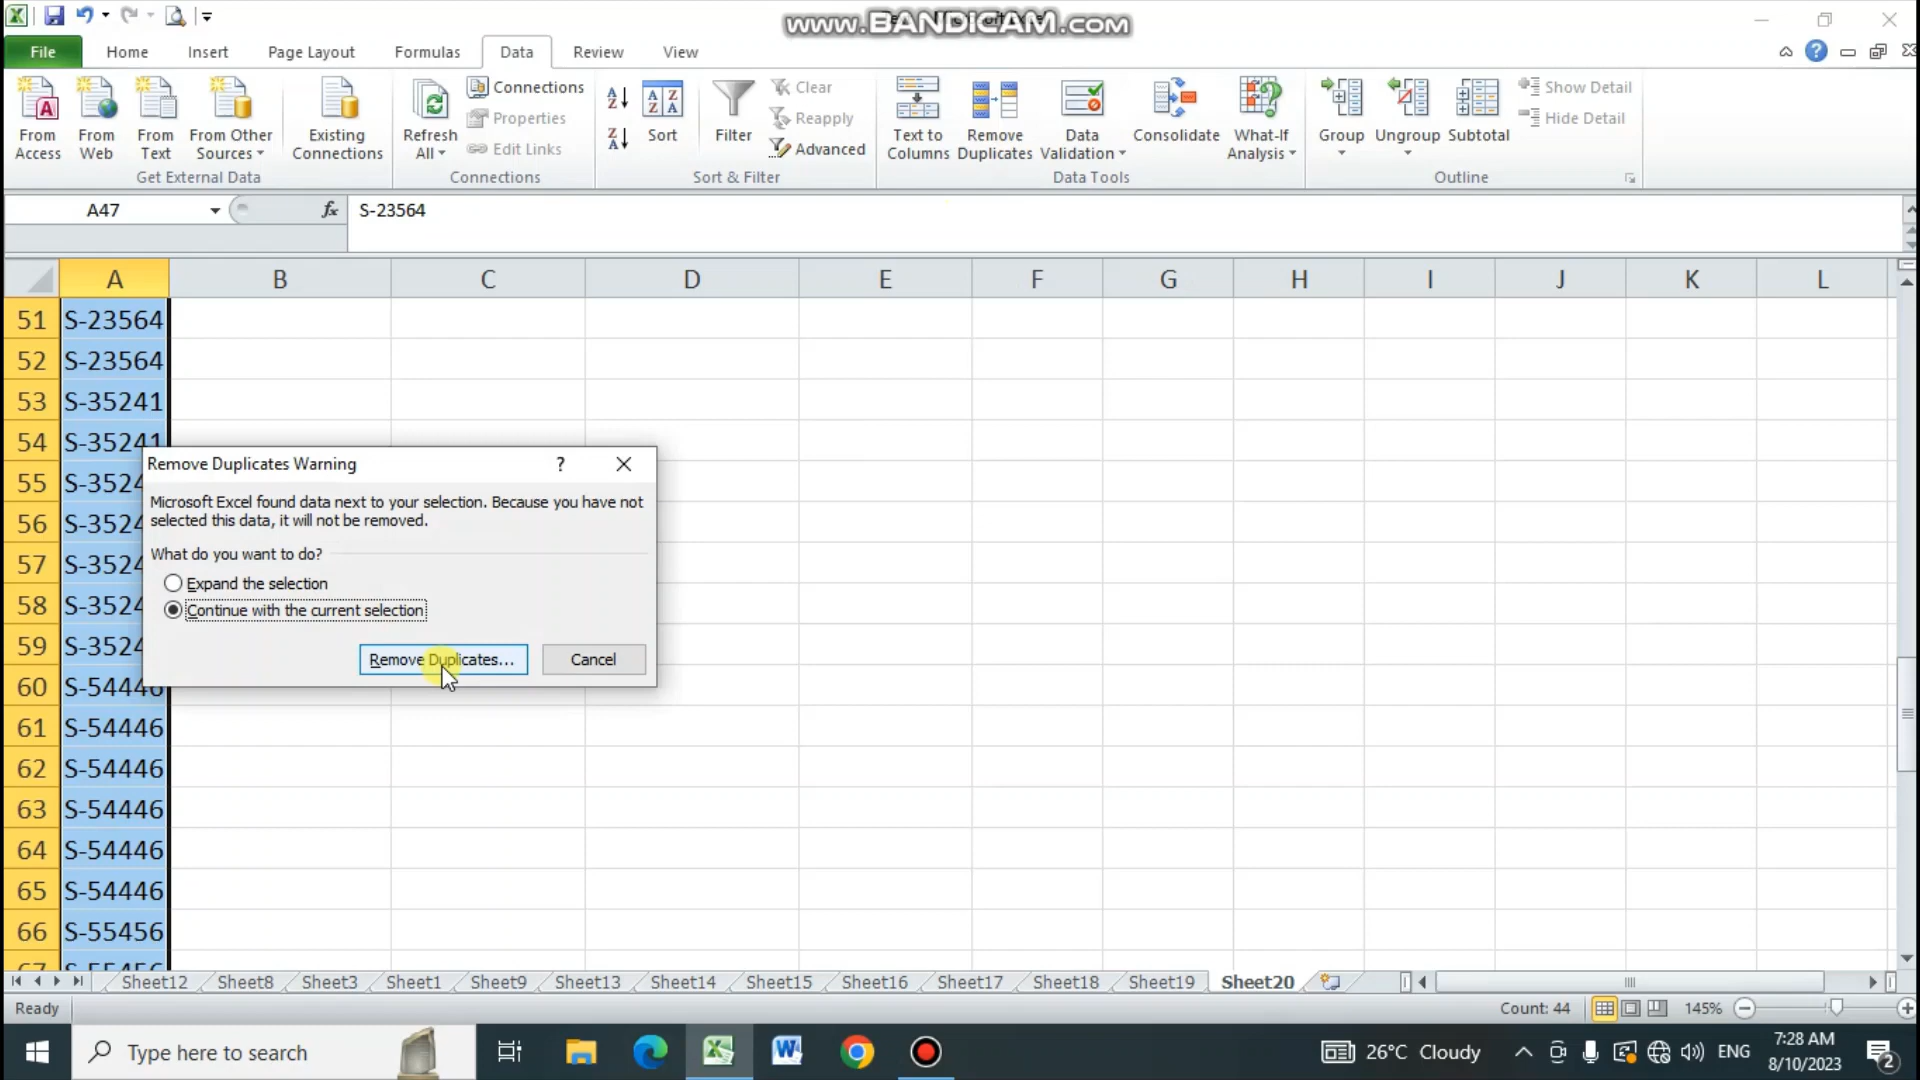 www.BANDICAM.com
File Home Insert Page Layout Formulas Data Review View
From Access
From Web
From Text
From Other Sources
Existing Connections
Get External Data
Refresh All
Connections
Properties
Edit Links
Connections
Sort
Filter
Clear
Reapply
Advanced
Sort & Filter
Text to Columns
Remove Duplicates
Data Validation
Consolidate
What-If Analysis
Data Tools
Group
Ungroup
Subtotal
Show Detail
Hide Detail
Outline
A47 fx S-23564
A B C D E F G H I J K L
51 S-23564
52 S-23564
53 S-35241
54 S-35241
55 S-3524
56 S-3524
57 S-3524
58 S-3524
59 S-3524
60 S-54446
61 S-54446
62 S-54446
63 S-54446
64 S-54446
65 S-54446
66 S-55456
67 S-55456
Remove Duplicates Warning ?
Microsoft Excel found data next to your selection. Because you have not
selected this data, it will not be removed.
What do you want to do?
Expand the selection
Continue with the current selection
Remove Duplicates... Cancel
Sheet12 Sheet8 Sheet3 Sheet1 Sheet9 Sheet13 Sheet14 Sheet15 Sheet16 Sheet17 Sheet18 Sheet19 Sheet20
Ready Count: 44 145%
Type here to search 26°C Cloudy ENG 7:28 AM
8/10/2023 2